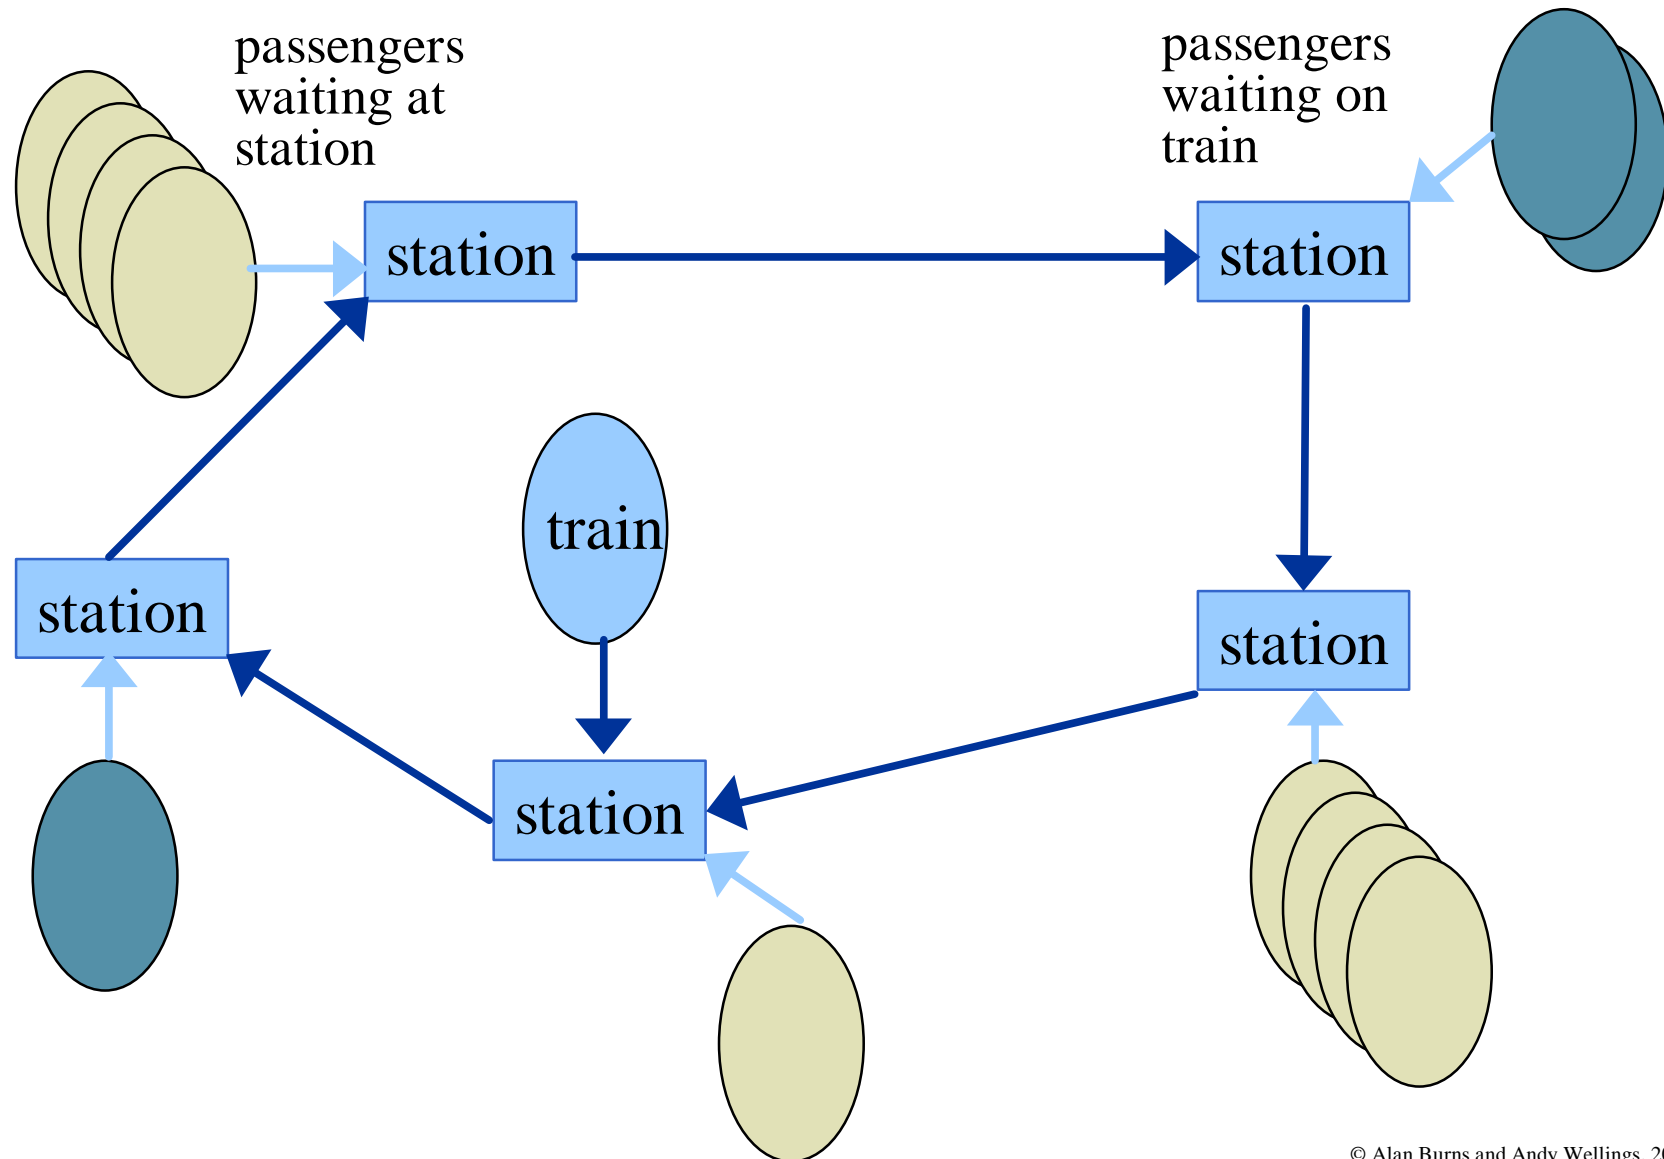 passengers
waiting at
station
passengers
waiting on
train
station
station
train
station
station
station
© Alan Burns and Andy Wellings, 20